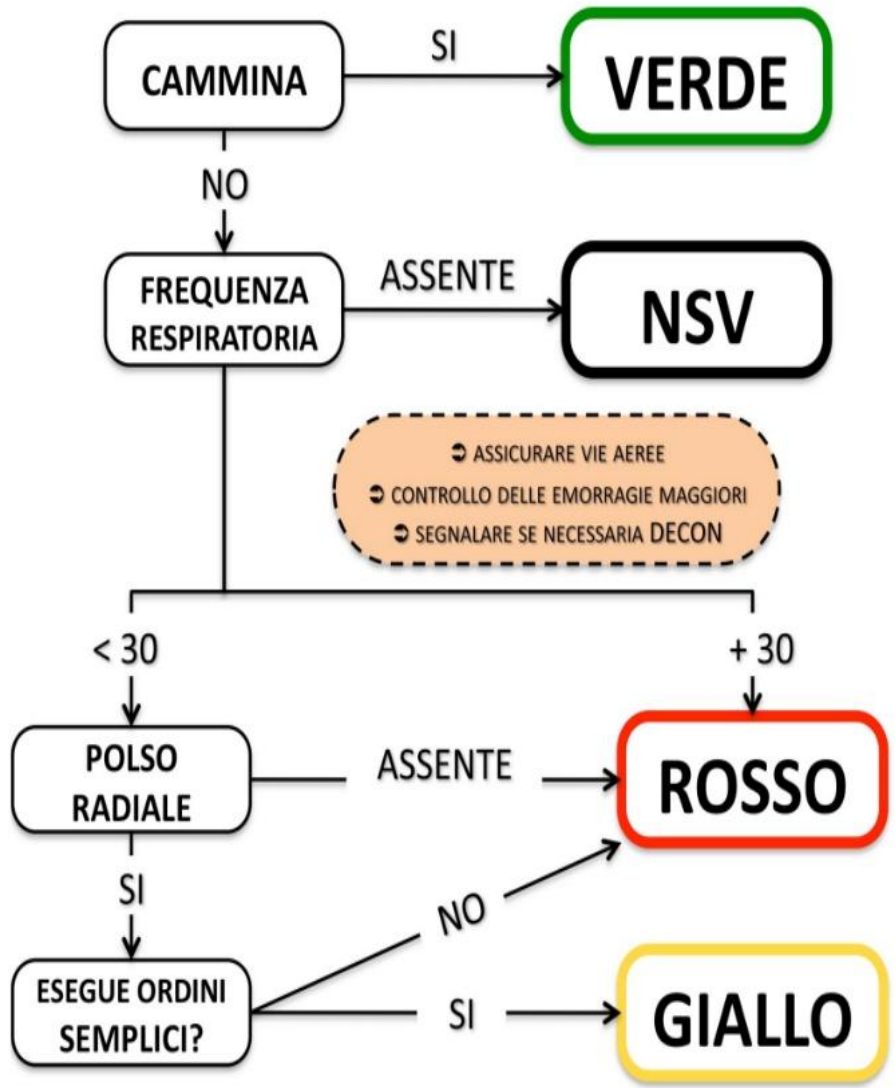 CAMMINA
SI
VERDE
NO
FREQUENZA
RESPIRATORIA
ASSENTE
NSV
➲ ASSICURARE VIE AEREE
➲ CONTROLLO DELLE EMORRAGIE MAGGIORI
➲ SEGNALARE SE NECESSARIA DECON
< 30
+ 30
POLSO
RADIALE
ASSENTE
ROSSO
SI
NO
ESEGUE ORDINI
SEMPLICI?
SI
GIALLO